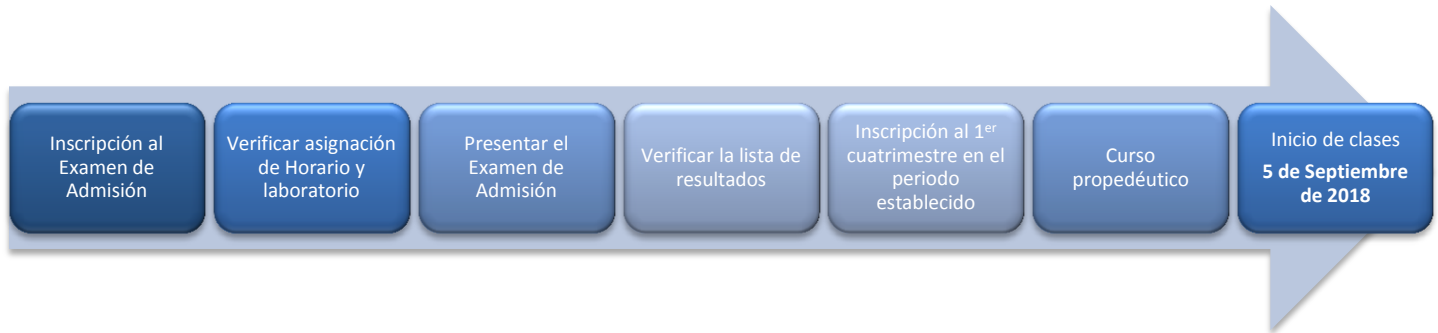 Inscripción al
Examen de
Admisión
Verificar asignación
de Horario y
laboratorio
Presentar el
Examen de
Admisión
Verificar la lista de
resultados
Inscripción al 1er
cuatrimestre en el
periodo
establecido
Curso
propedéutico
Inicio de clases
5 de Septiembre
de 2018